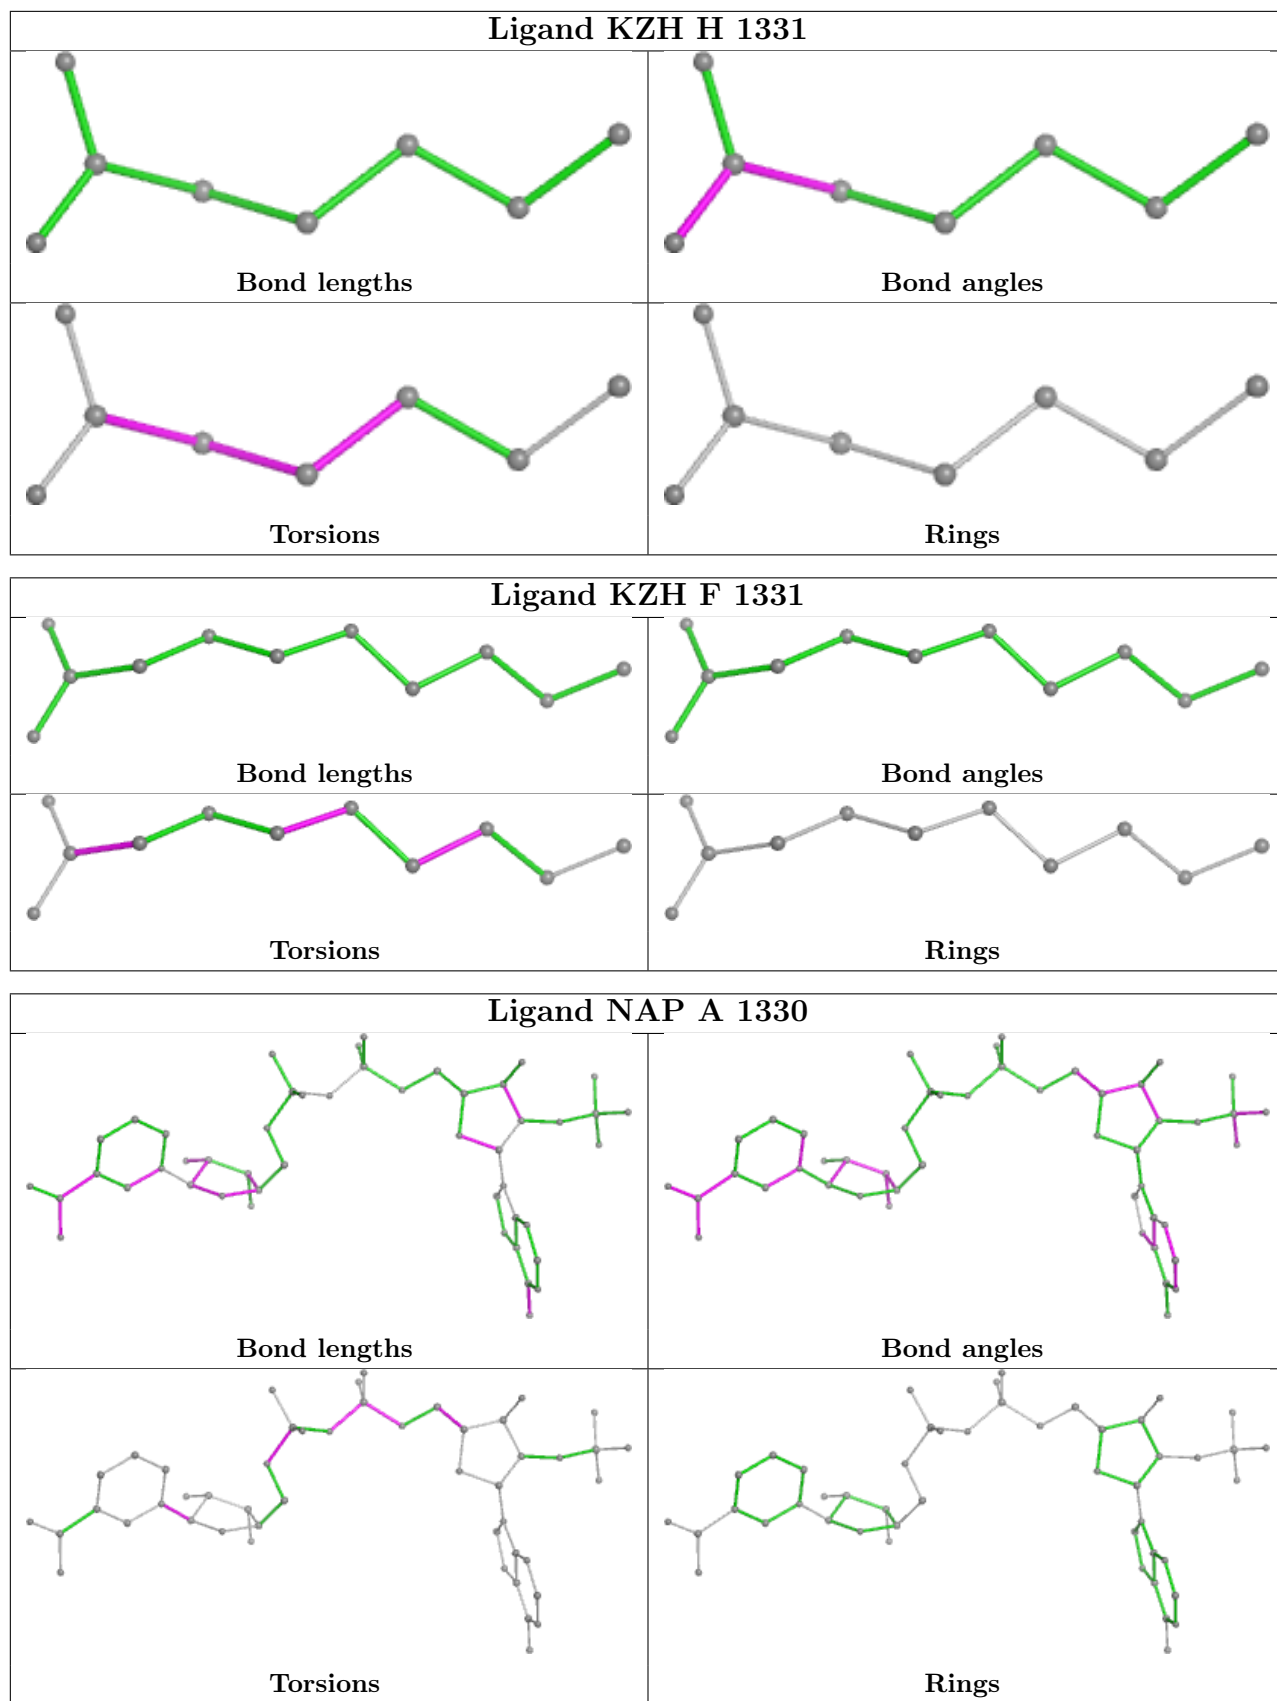 Ligand KZH H 1331
Bond lengths
Bond angles
Torsions
Rings
Ligand KZH F 1331
Bond lengths
Bond angles
Torsions
Rings
Ligand NAP A 1330
Bond lengths
Bond angles
Torsions
Rings